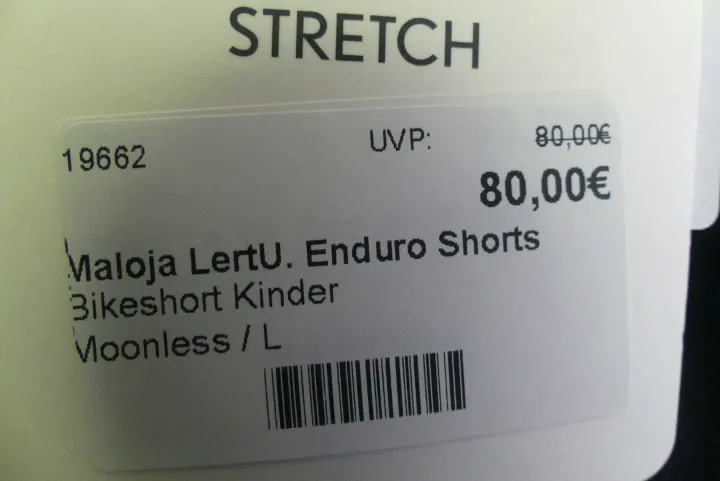 STRETCH
19662 UVP: 80,00€
80,00€
Maloja LertU. Enduro Shorts
Bikeshort Kinder
Moonless / L